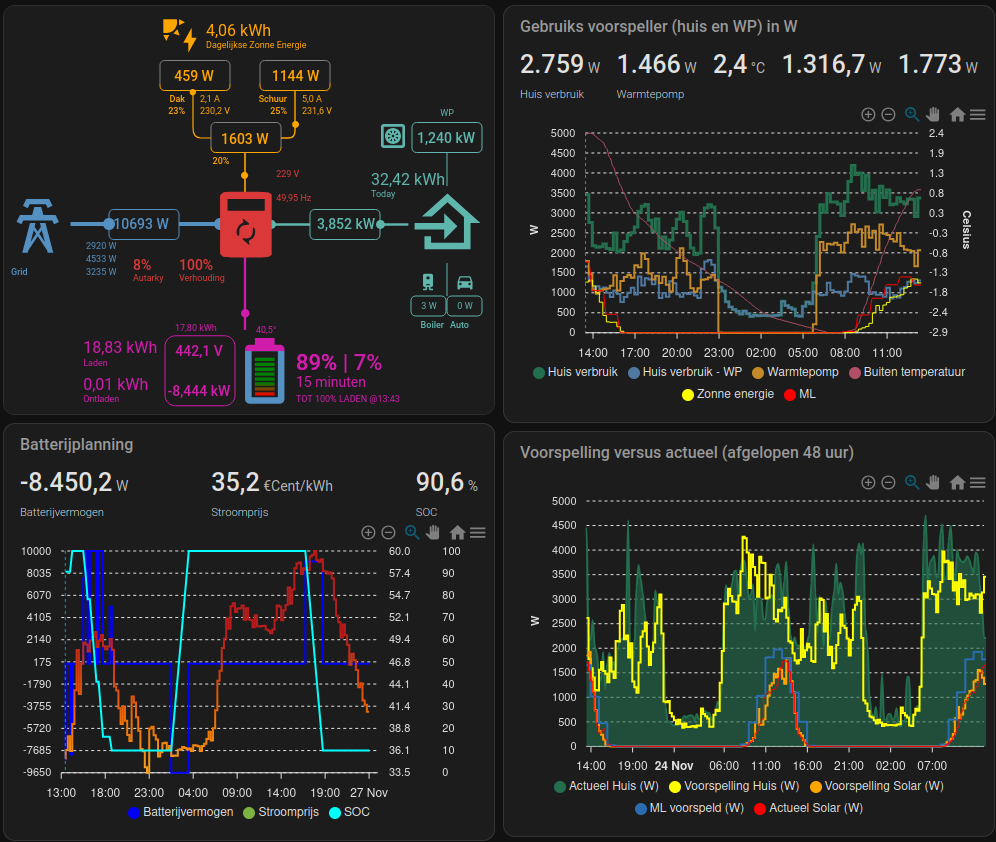 4,06 kWh
Dagelijkse Zonne Energie
459 W
1144 W
Dak
23%
2,1 A
230,2 V
Schuur
25%
5,0 A
231,6 V
1603 W
20%
WP
1,240 kW
229 V
49,95 Hz
32,42 kWh
Today
10693 W
3,852 kW
2920 W
4533 W
3235 W
Grid
8%
Autarky
100%
Verhouding
3 W
0 W
Boiler
Auto
17,80 kWh
40,5°
18,83 kWh
Laden
0,01 kWh
Ontladen
442,1 V
-8,444 kW
89% | 7%
15 minuten
TOT 100% LADEN @13:43
Gebruiks voorspeller (huis en WP) in W
2.759 W
1.466 W
2,4 °C
1.316,7 W
1.773 W
Huis verbruik
Warmtepomp
5000
4500
4000
3500
3000
2500
2000
1500
1000
500
0
W
2.4
1.9
1.3
0.8
0.3
-0.3
-0.8
-1.3
-1.8
-2.4
-2.9
Celsius
14:00 17:00 20:00 23:00 02:00 05:00 08:00 11:00
Huis verbruik Huis verbruik - WP Warmtepomp Buiten temperatuur
Zonne energie ML
Batterijplanning
-8.450,2 W
35,2 €Cent/kWh
90,6 %
Batterijvermogen
Stroomprijs
SOC
10000
8035
6070
4105
2140
175
-1790
-3755
-5720
-7685
-9650
60.0
57.4
54.7
52.1
49.4
46.8
44.1
41.4
38.8
36.1
33.5
100
90
80
70
60
50
40
30
20
10
0
13:00 18:00 23:00 04:00 09:00 14:00 19:00 27 Nov
Batterijvermogen Stroomprijs SOC
Voorspelling versus actueel (afgelopen 48 uur)
5000
4500
4000
3500
3000
2500
2000
1500
1000
500
0
W
14:00 19:00 24 Nov 06:00 11:00 16:00 21:00 02:00 07:00
Actueel Huis (W) Voorspelling Huis (W) Voorspelling Solar (W)
ML voorspeld (W) Actueel Solar (W)